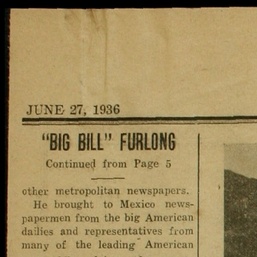 JUNE 27, 1936
"BIG BILL" FURLONG
Continued from Page 5
other metropolitan newspapers.
He brought to Mexico news-
papermen from the big American
dailies and representatives from
many of the leading American